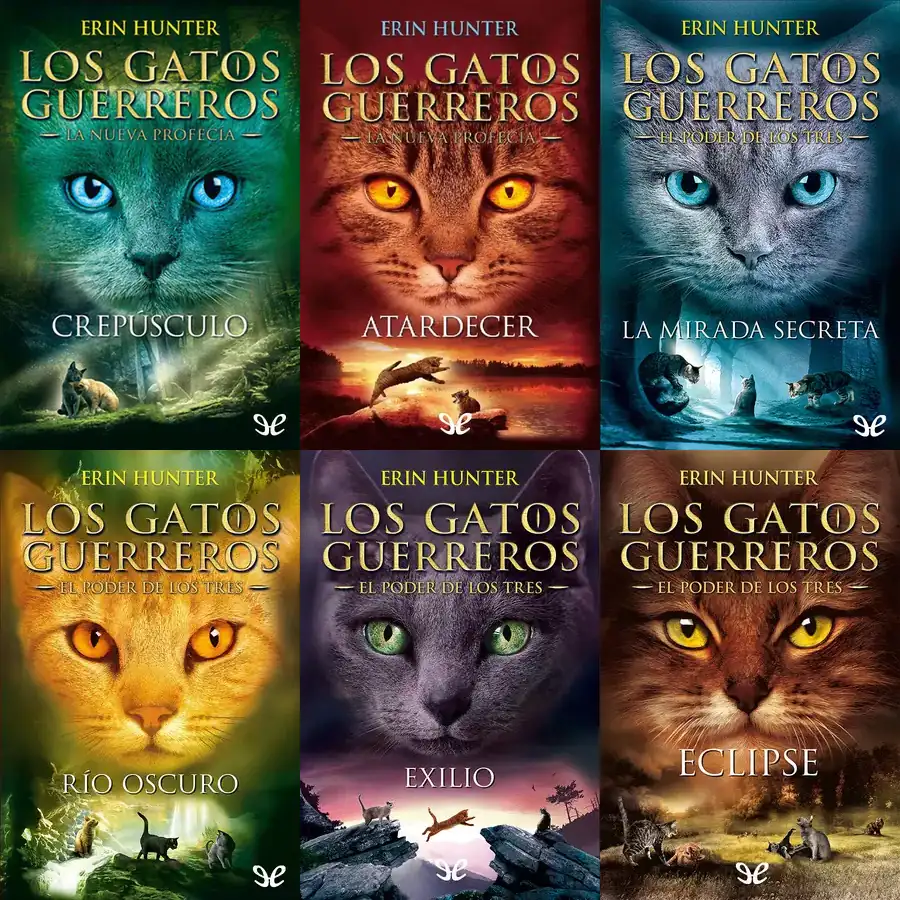 ERIN HUNTER
LOS GATOS
GUERREROS
LA NUEVA PROFECÍA
CREPÚSCULO
ERIN HUNTER
LOS GATOS
GUERREROS
LA NUEVA PROFECÍA
ATARDECER
ERIN HUNTER
LOS GATOS
GUERREROS
EL PODER DE LOS TRES
LA MIRADA SECRETA
ERIN HUNTER
LOS GATOS
GUERREROS
EL PODER DE LOS TRES
RÍO OSCURO
ERIN HUNTER
LOS GATOS
GUERREROS
EL PODER DE LOS TRES
EXILIO
ERIN HUNTER
LOS GATOS
GUERREROS
EL PODER DE LOS TRES
ECLIPSE